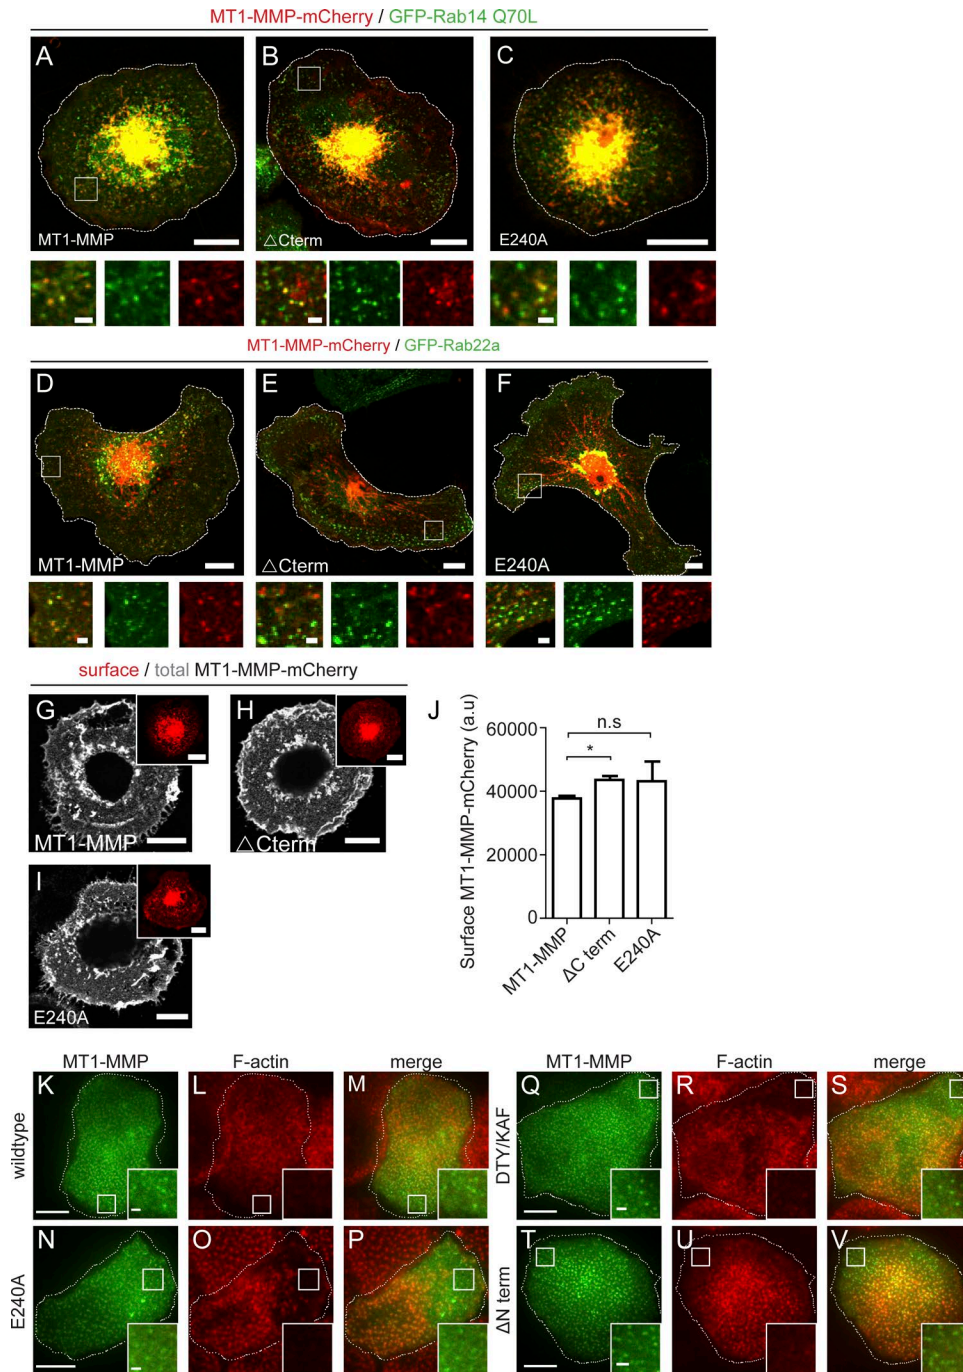 MT1-MMP-mCherry / GFP-Rab14 Q70L
A B C
MT1-MMP △Cterm E240A
MT1-MMP-mCherry / GFP-Rab22a
D E F
MT1-MMP △Cterm E240A
surface / total MT1-MMP-mCherry
G H J
MT1-MMP △Cterm
I
E240A
Surface MT1-MMP-mCherry (a.u)
60000
40000
20000
0
n.s
*
MT1-MMP ΔC term E240A
MT1-MMP F-actin merge MT1-MMP F-actin merge
wildtype K L M DTY/KAF Q R S
E240A N O P ΔN term T U V